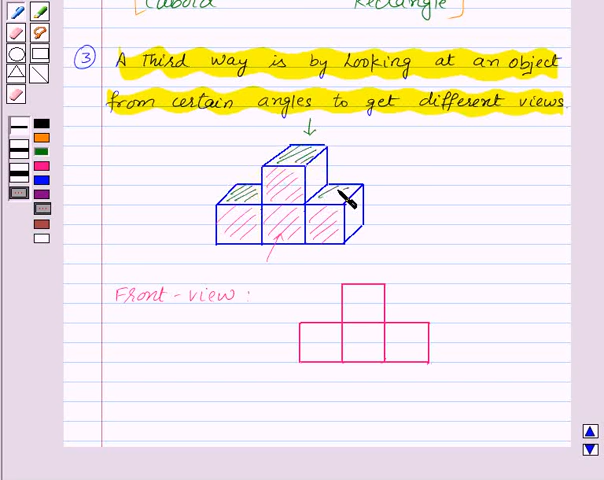 Cuboid Rectangle
3 A Third way is by looking at an object
from certain angles to get different views.
Front-view: